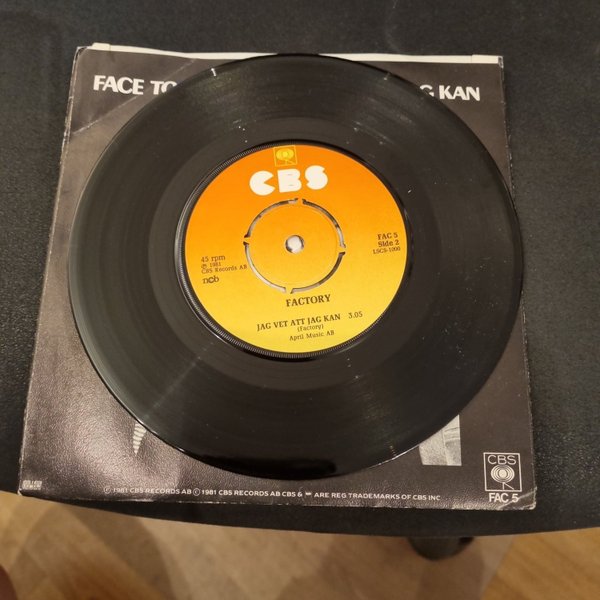 FACE TO
G KAN
CBS
45 rpm
℗ 1981
CBS Records AB
ncb
FAC 5
Side 2
LSCS-1000
FACTORY
JAG VET ATT JAG KAN 3.05
(Factory)
April Music AB
CBS
FAC 5
℗ 1981 CBS RECORDS AB © 1981 CBS RECORDS AB CBS & ARE REG TRADEMARKS OF CBS INC